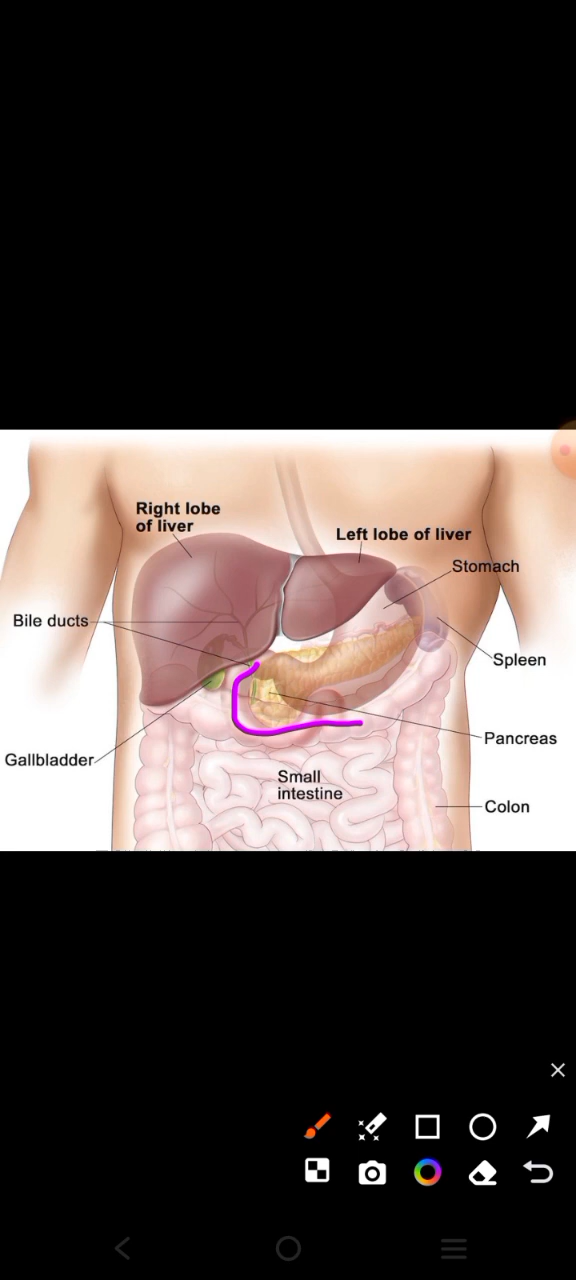 Right lobe
of liver
Left lobe of liver
Stomach
Bile ducts
Spleen
Pancreas
Gallbladder
Small
intestine
Colon